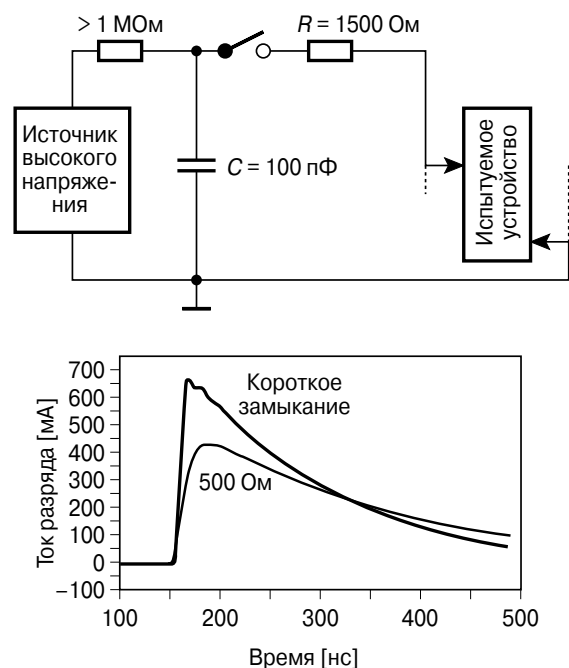 > 1 МОм
R = 1500 Ом
Источник
высокого
напряже-
ния
C = 100 пФ
Испытуемое
устройство
Ток разряда [мА]
700
600
500
400
300
200
100
0
−100
Короткое
замыкание
500 Ом
100 200 300 400 500
Время [нс]